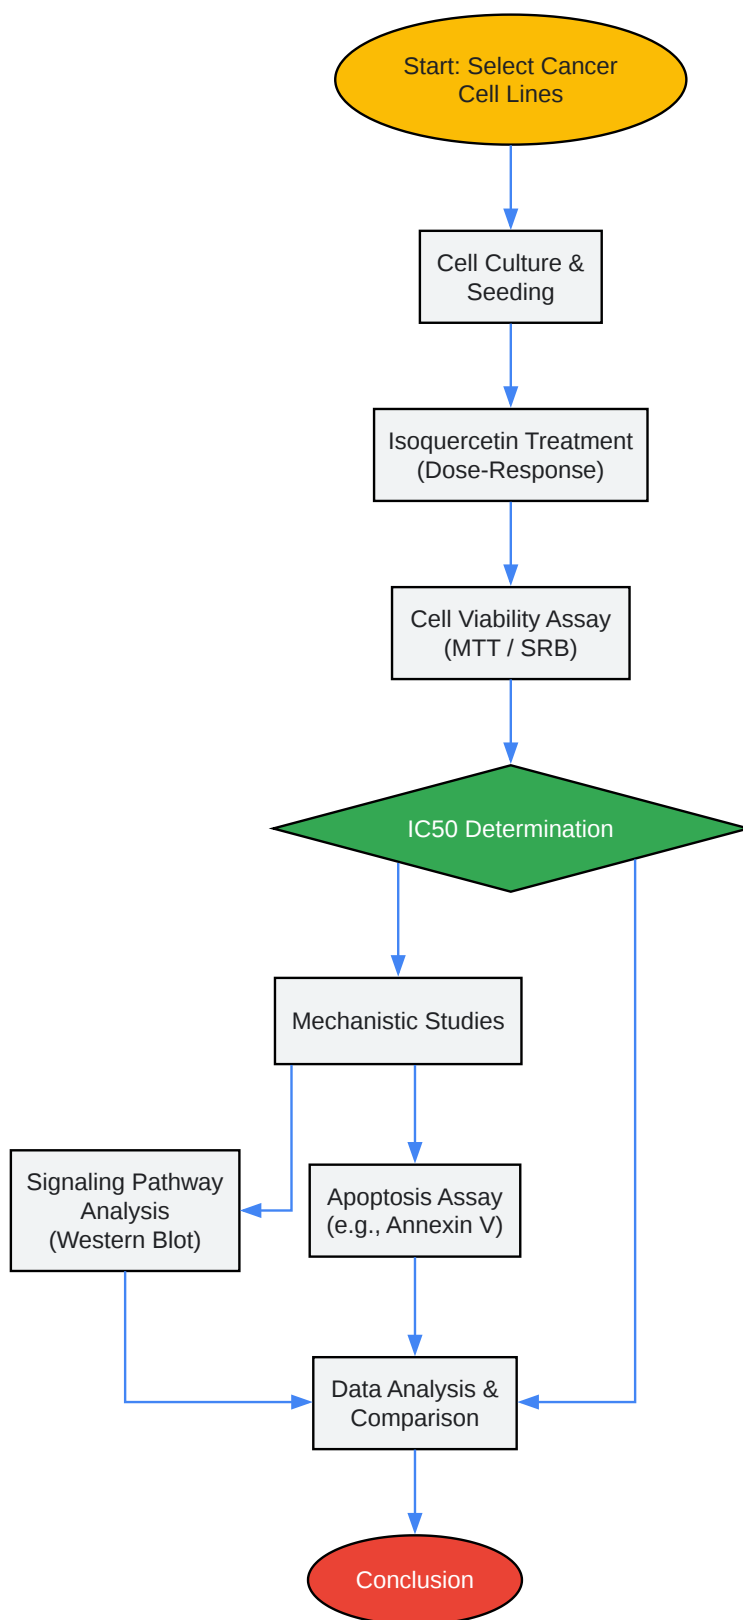 Start: Select Cancer
Cell Lines
Cell Culture &
Seeding
Isoquercetin Treatment
(Dose-Response)
Cell Viability Assay
(MTT / SRB)
IC50 Determination
Mechanistic Studies
Signaling Pathway
Analysis
(Western Blot)
Apoptosis Assay
(e.g., Annexin V)
Data Analysis &
Comparison
Conclusion